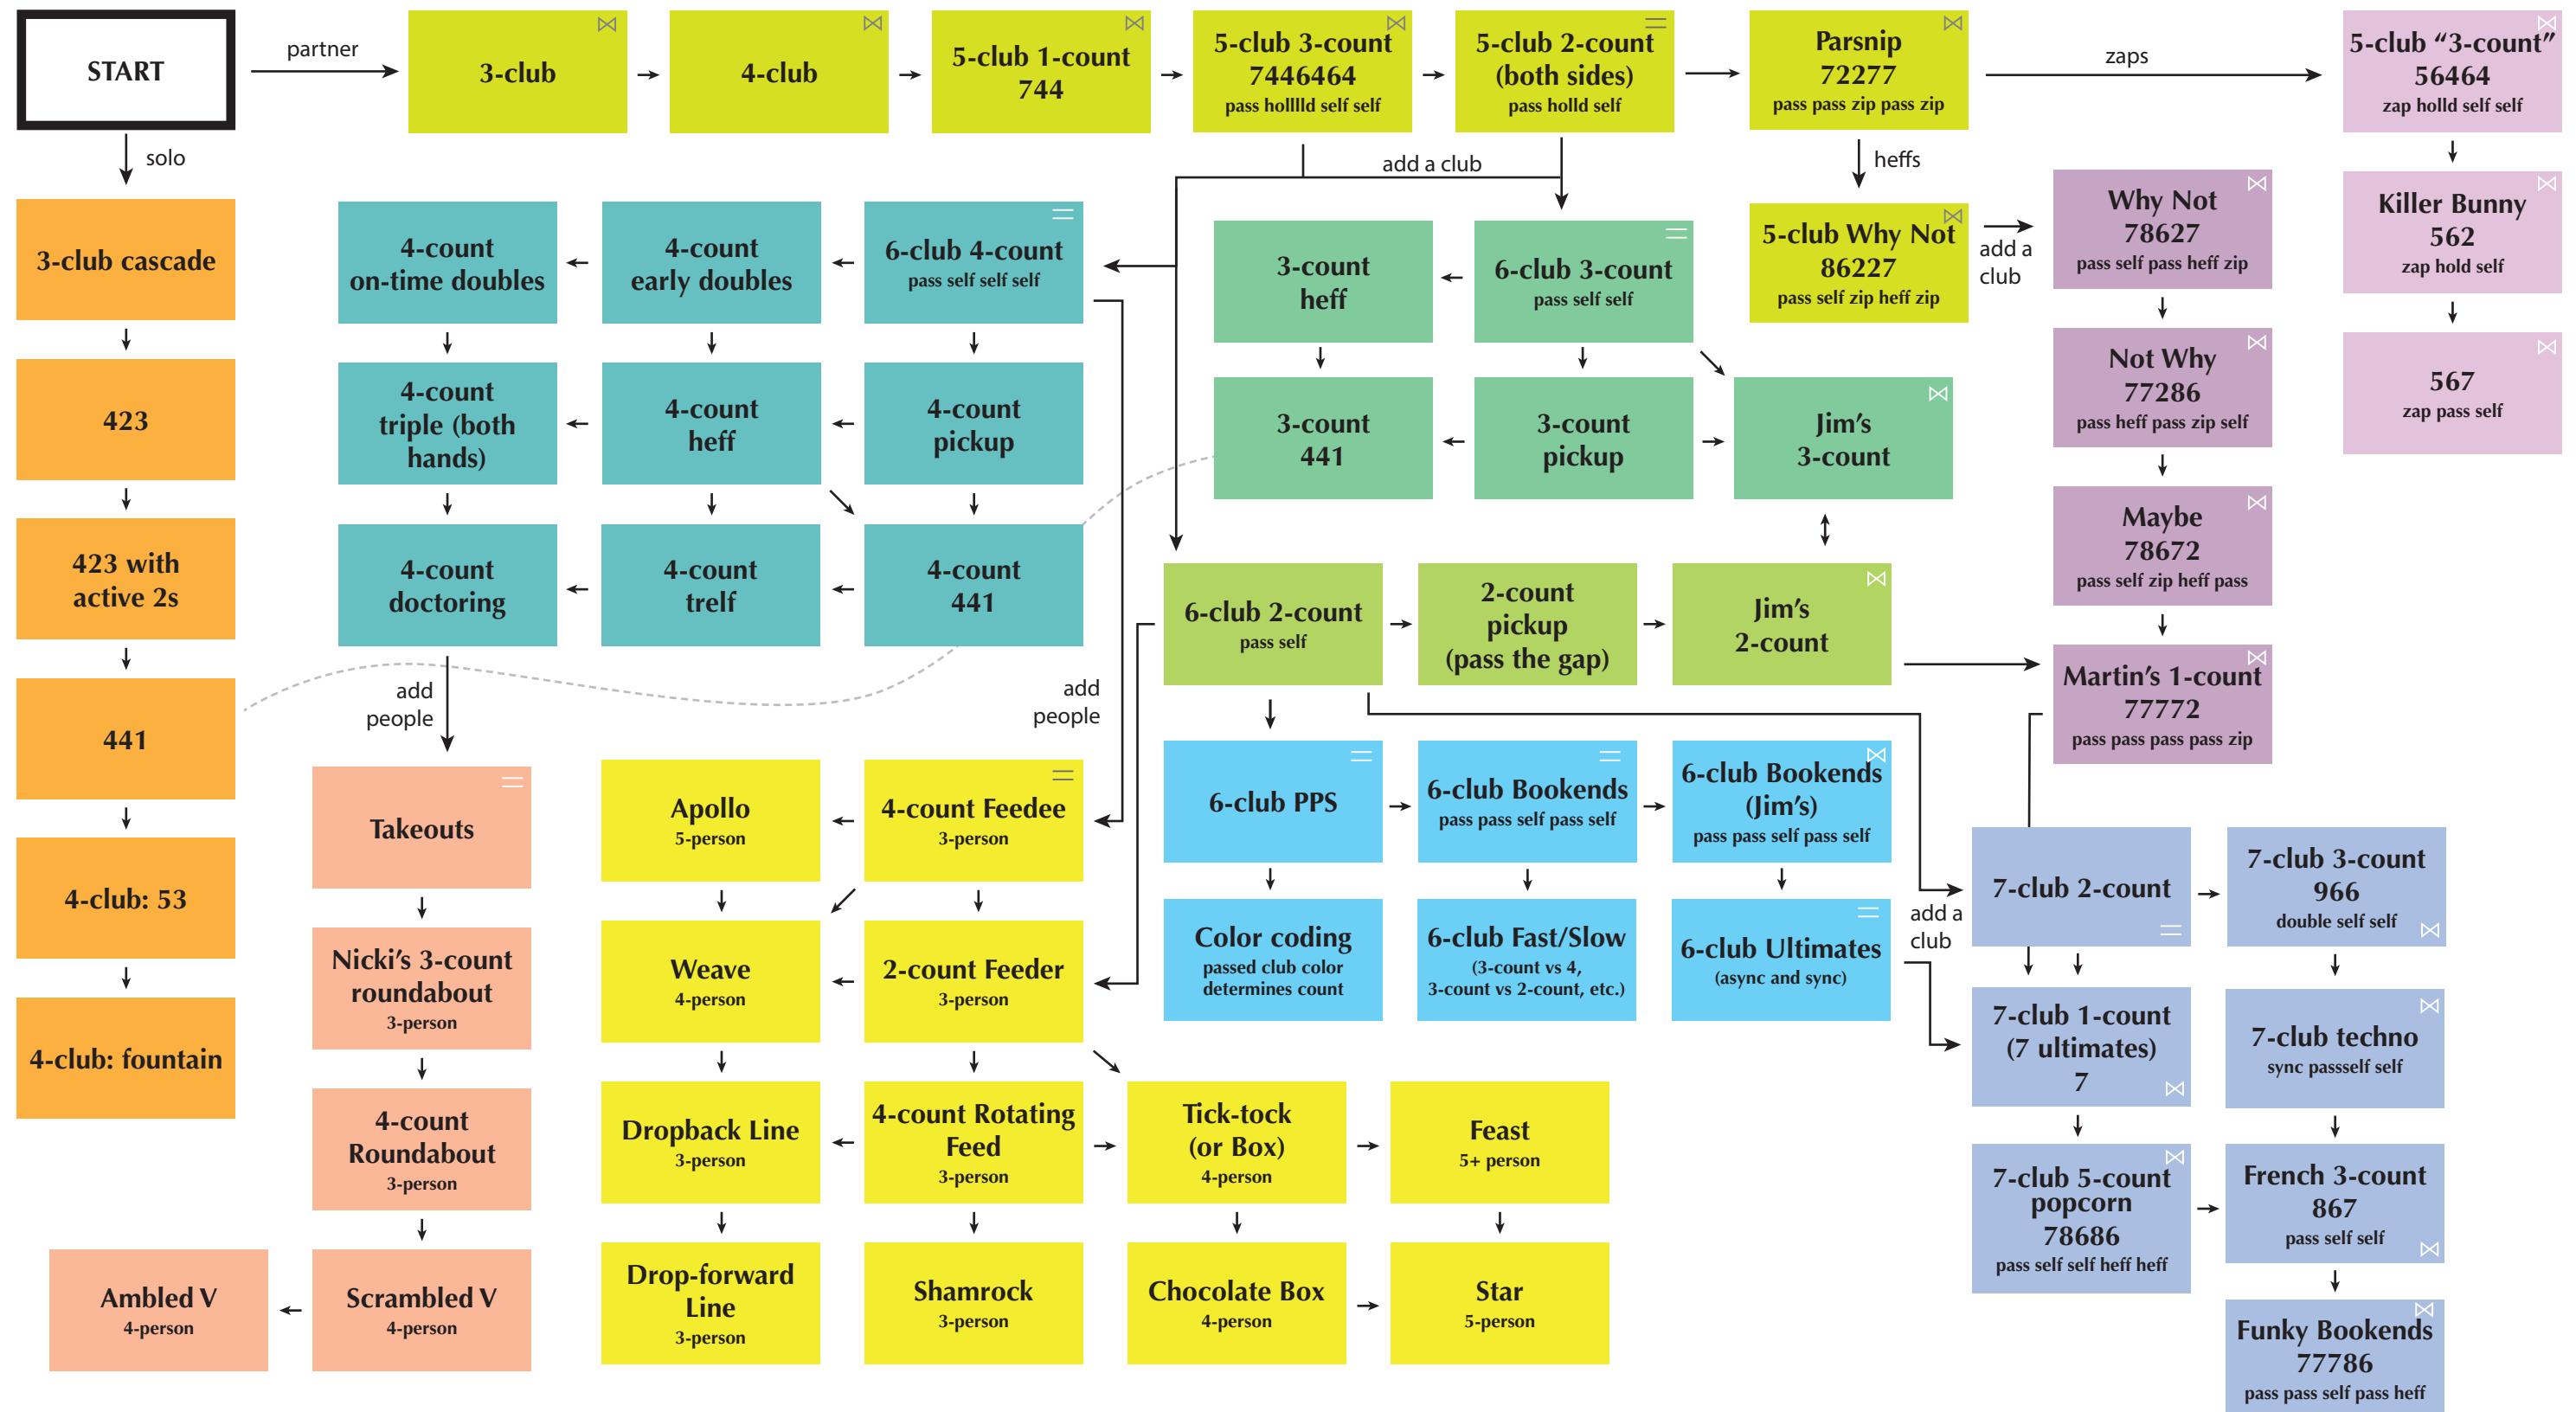 START
partner
solo
3-club
4-club
5-club 1-count
744
5-club 3-count
7446464
pass holllld self self
5-club 2-count
(both sides)
pass holld self
Parsnip
72277
pass pass zip pass zip
zaps
5-club “3-count”
56464
zap holld self self
heffs
add a club
3-club cascade
423
423 with
active 2s
441
4-club: 53
4-club: fountain
4-count
on-time doubles
4-count
early doubles
6-club 4-count
pass self self self
4-count
triple (both
hands)
4-count
heff
4-count
pickup
4-count
doctoring
4-count
trelf
4-count
441
3-count
heff
6-club 3-count
pass self self
3-count
441
3-count
pickup
Jim’s
3-count
5-club Why Not
86227
pass self zip heff zip
add a
club
Why Not
78627
pass self pass heff zip
Not Why
77286
pass heff pass zip self
Maybe
78672
pass self zip heff pass
Martin’s 1-count
77772
pass pass pass pass zip
Killer Bunny
562
zap hold self
567
zap pass self
6-club 2-count
pass self
2-count
pickup
(pass the gap)
Jim’s
2-count
add
people
add
people
6-club PPS
6-club Bookends
pass pass self pass self
6-club Bookends
(Jim’s)
pass pass self pass self
Color coding
passed club color
determines count
6-club Fast/Slow
(3-count vs 4,
3-count vs 2-count, etc.)
6-club Ultimates
(async and sync)
add a
club
Takeouts
Nicki’s 3-count
roundabout
3-person
4-count
Roundabout
3-person
Scrambled V
4-person
Ambled V
4-person
Apollo
5-person
4-count Feedee
3-person
Weave
4-person
2-count Feeder
3-person
Dropback Line
3-person
4-count Rotating
Feed
3-person
Tick-tock
(or Box)
4-person
Feast
5+ person
Drop-forward
Line
3-person
Shamrock
3-person
Chocolate Box
4-person
Star
5-person
7-club 2-count
7-club 3-count
966
double self self
7-club 1-count
(7 ultimates)
7
7-club techno
sync passself self
7-club 5-count
popcorn
78686
pass self self heff heff
French 3-count
867
pass self self
Funky Bookends
77786
pass pass self pass heff